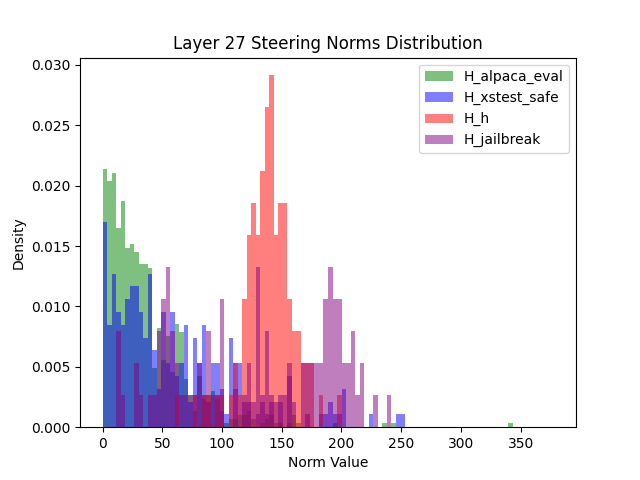 Layer 27 Steering Norms Distribution
H_alpaca_eval
H_xstest_safe
H_h
H_jailbreak
0.030
0.025
0.020
0.015
0.010
0.005
0.000
Density
0 50 100 150 200 250 300 350
Norm Value